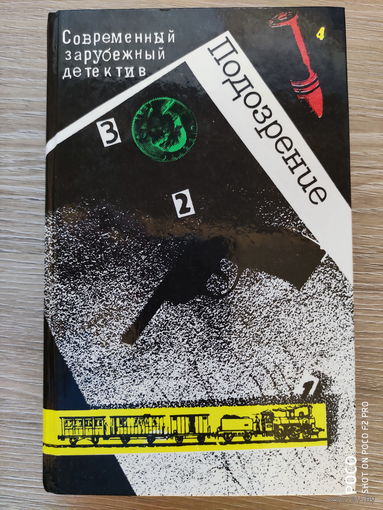 Современный
зарубежный
детектив
Подозрение
4
3
2
1
POCO
SHOT ON POCO F2 PRO